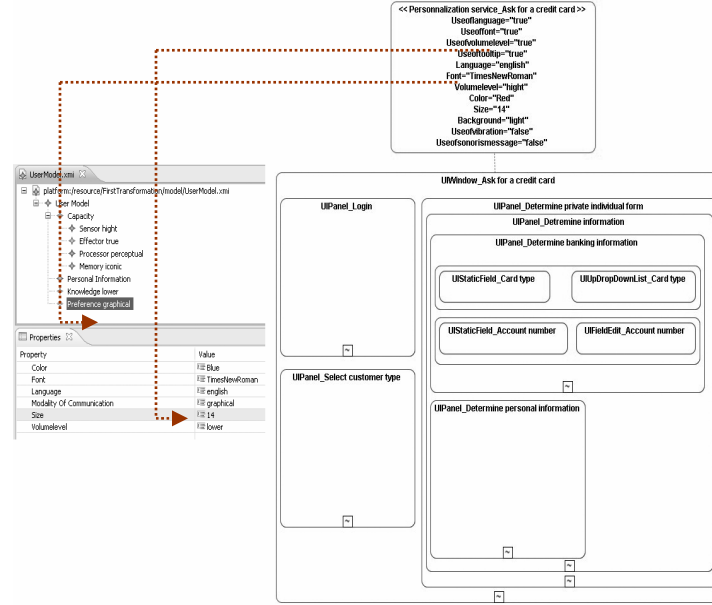 << Personnalization service_Ask for a credit card >>
Useoflanguage="true"
Useoffont="true"
Useofvolumelevel="true"
Useoftooltip="true"
Language="english"
Font="TimesNewRoman"
Volumelevel="hight"
Color="Red"
Size="14"
Background="light"
Useofvibration="false"
Useofsonorismessage="false"
UserModel.xmi
platform:/resource/FirstTransformation/model/UserModel.xmi
User Model
Capacity
Sensor hight
Effector true
Processor perceptual
Memory iconic
Personal Information
Knowledge lower
Preference graphical
Properties
Property Value
Color Blue
Font TimesNewRoman
Language english
Modality Of Communication graphical
Size 14
Volumelevel lower
UIWindow_Ask for a credit card
UIPanel_Login
~
UIPanel_Select customer type
~
UIPanel_Determine private individual form
UIPanel_Detremine information
UIPanel_Determine banking information
UIStaticField_Card type
UIUpDropDownList_Card type
UIStaticField_Account number
UIFieldEdit_Account number
~
UIPanel_Determine personal information
~
~
~
~